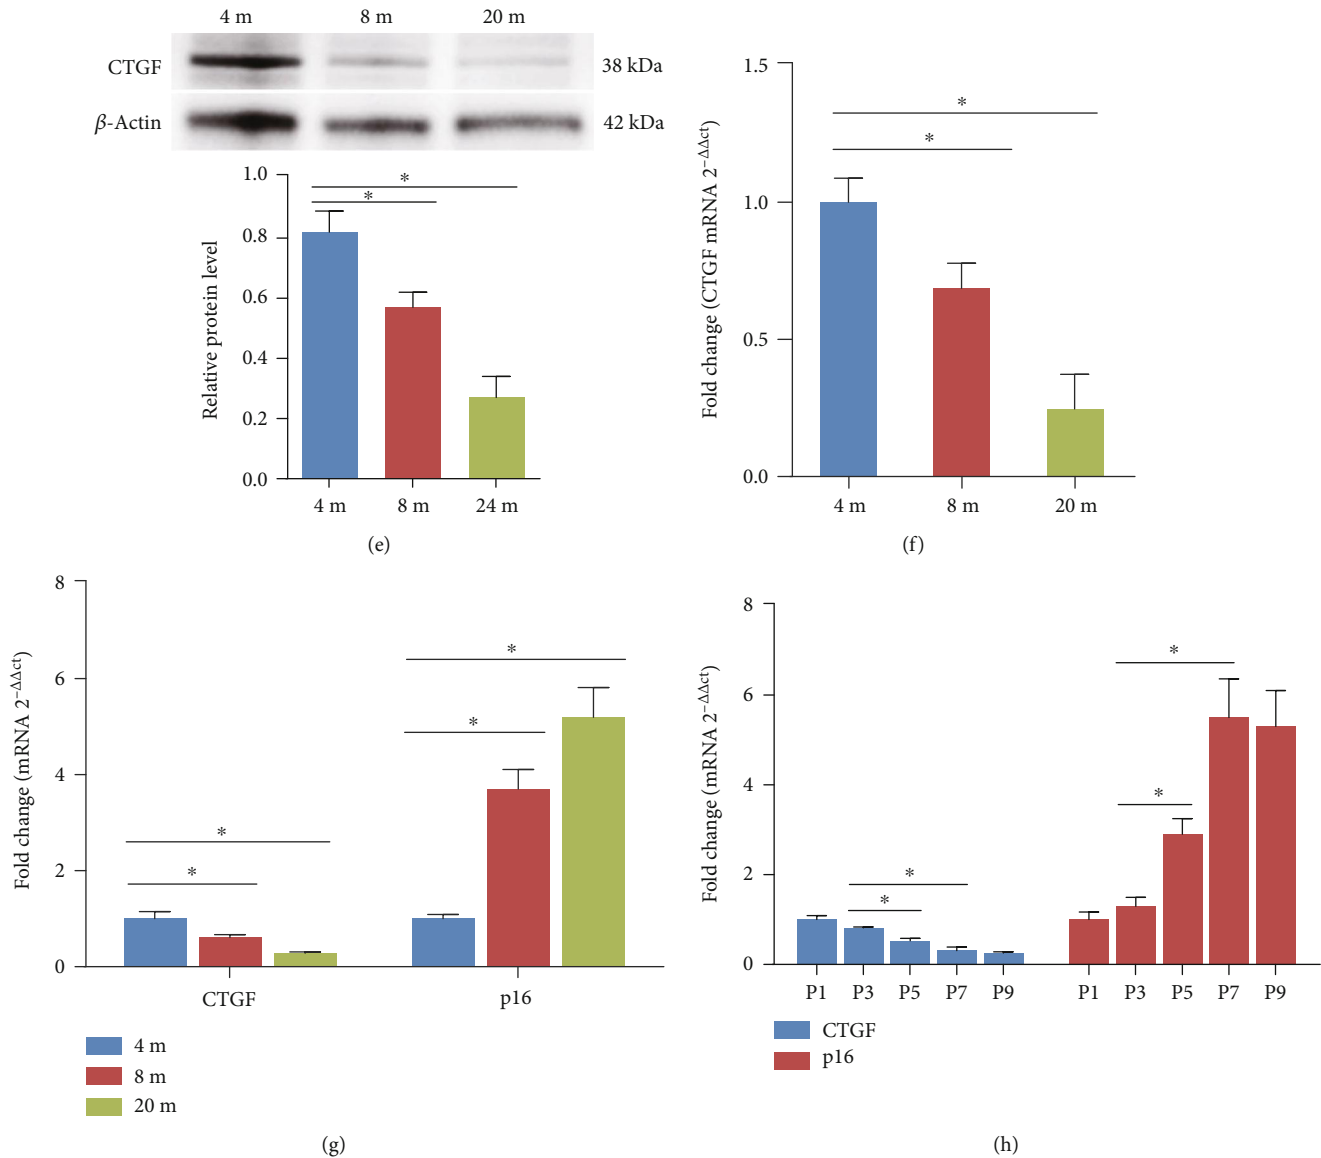 4 m 8 m 20 m
CTGF 38 kDa
β-Actin 42 kDa
Relative protein level
1.0
0.8
0.6
0.4
0.2
0.0
*
*
4 m 8 m 24 m
(e)
Fold change (CTGF mRNA 2−ΔΔct)
1.5
1.0
0.5
0.0
*
*
4 m 8 m 20 m
(f)
Fold change (mRNA 2−ΔΔct)
8
6
4
2
0
*
*
*
*
CTGF p16
4 m
8 m
20 m
(g)
Fold change (mRNA 2−ΔΔct)
8
6
4
2
0
*
*
*
*
P1 P3 P5 P7 P9 P1 P3 P5 P7 P9
CTGF
p16
(h)